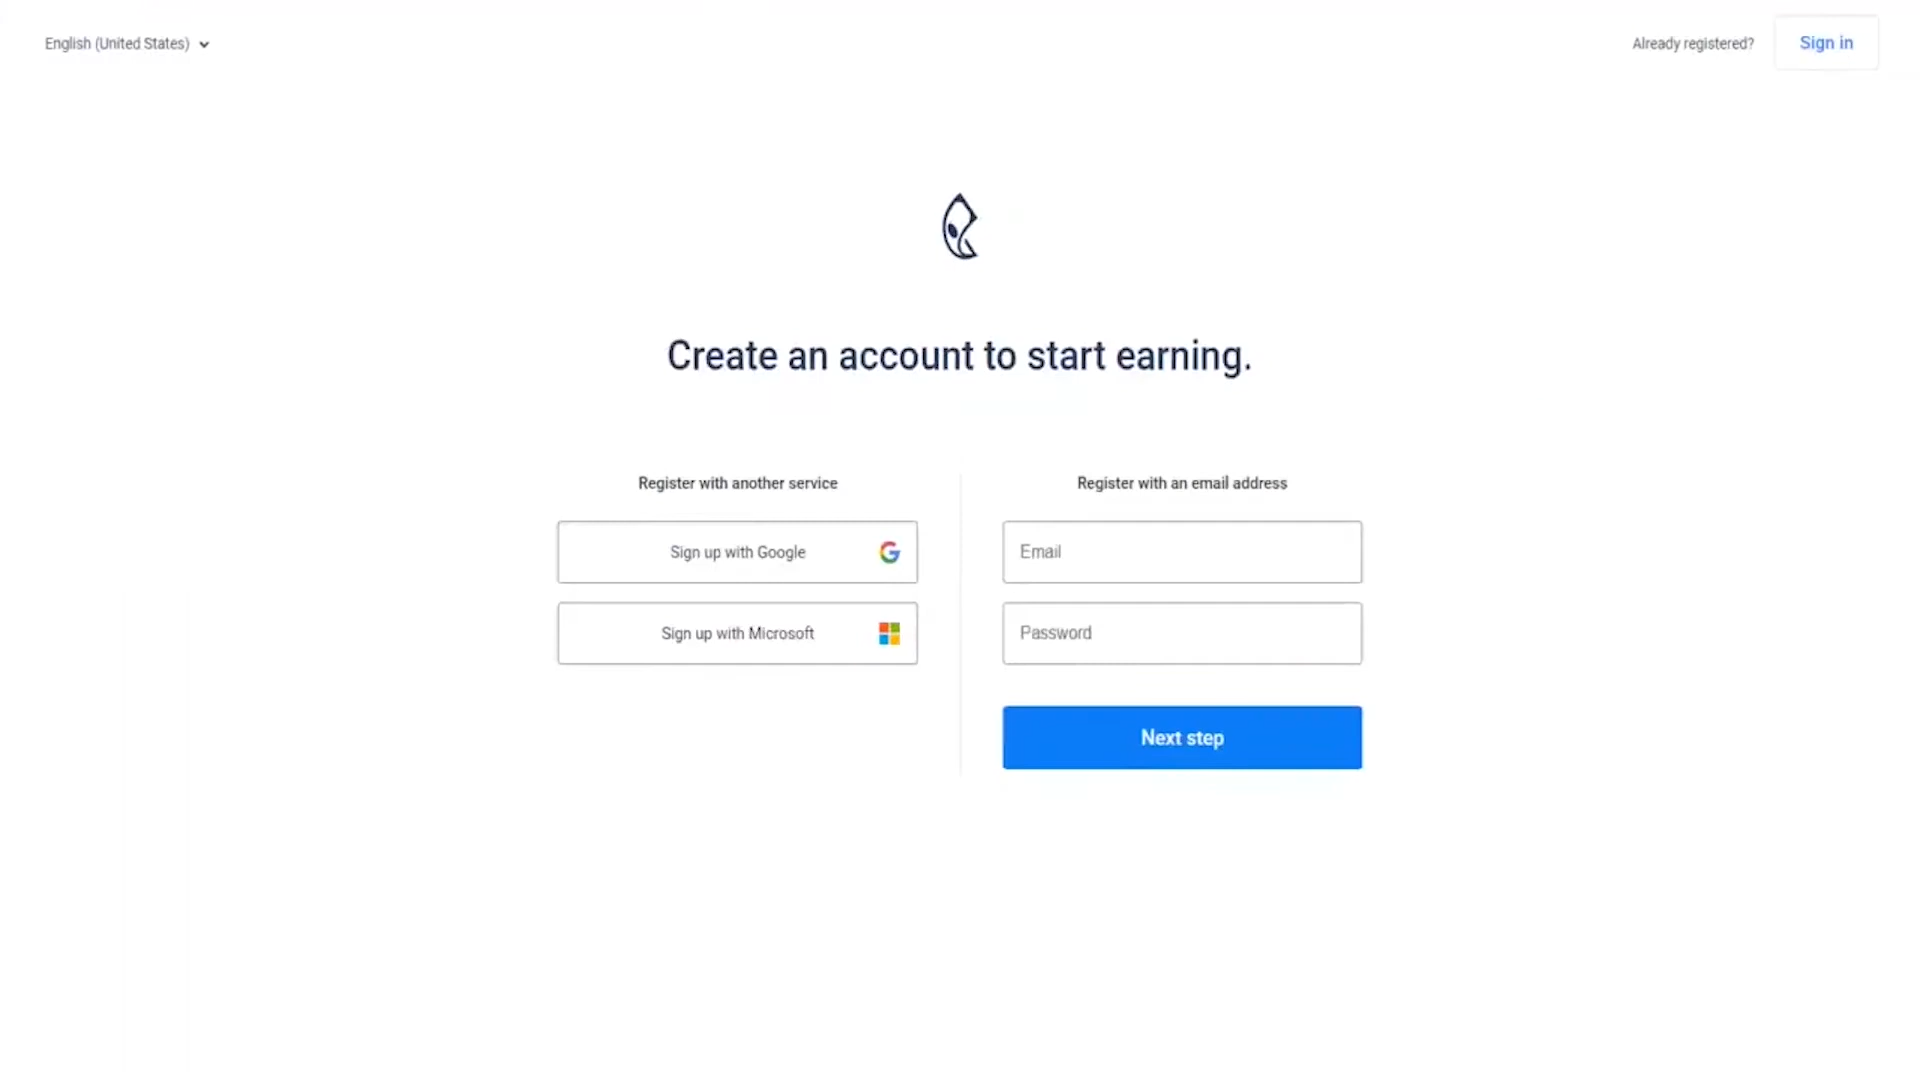 English (United States)
Already registered?
Sign in
Create an account to start earning.
Register with another service
Sign up with Google
Sign up with Microsoft
Register with an email address
Email
Password
Next step